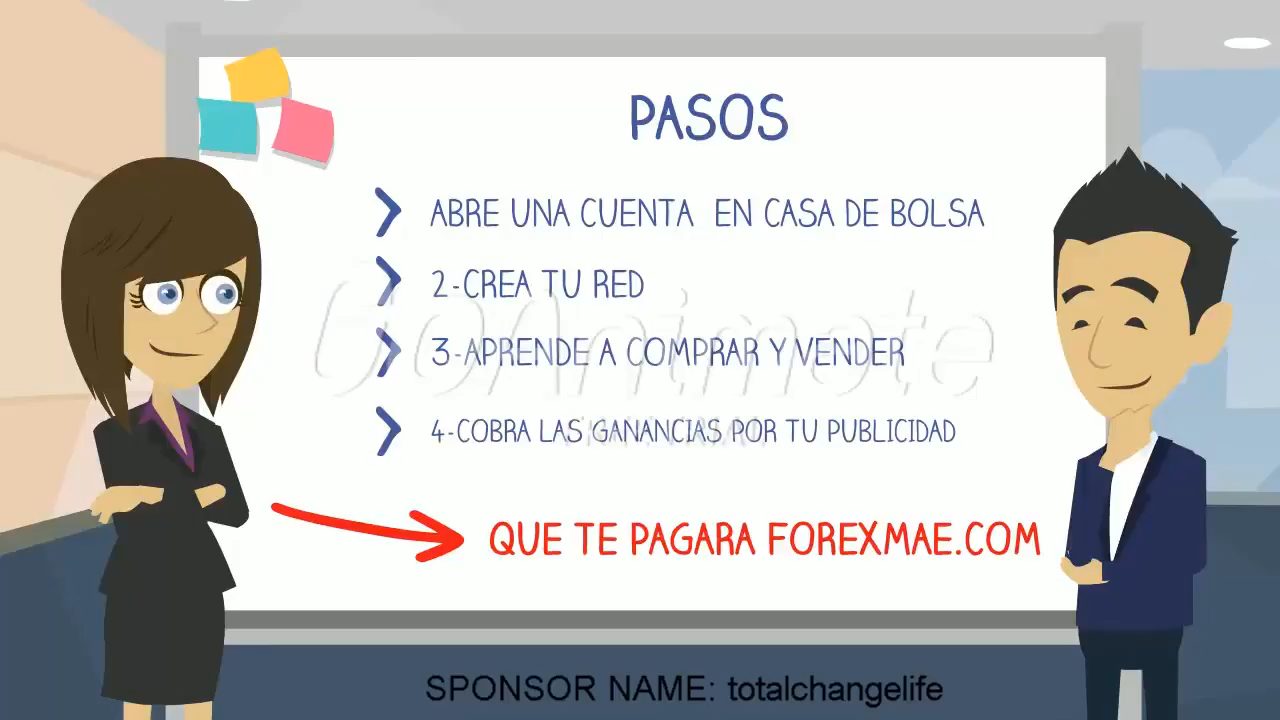 PASOS
ABRE UNA CUENTA EN CASA DE BOLSA
2-CREA TU RED
3-APRENDE A COMPRAR Y VENDER
4-COBRA LAS GANANCIAS POR TU PUBLICIDAD
QUE TE PAGARA FOREXMAE.COM
GOAnimate
SPONSOR NAME: totalchangelife